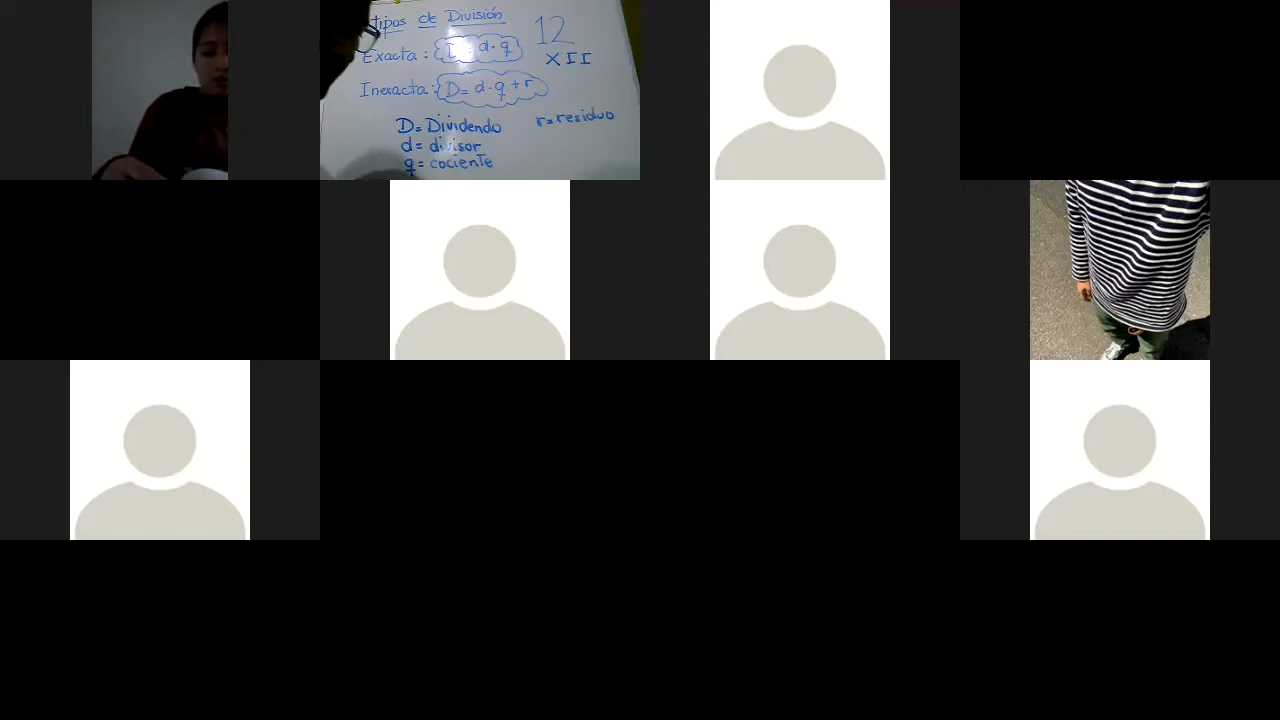 tipos de División
12
XII
Exacta: D = d·q
Inexacta: D = d·q + r
r = residuo
D = Dividendo
d = divisor
q = cociente